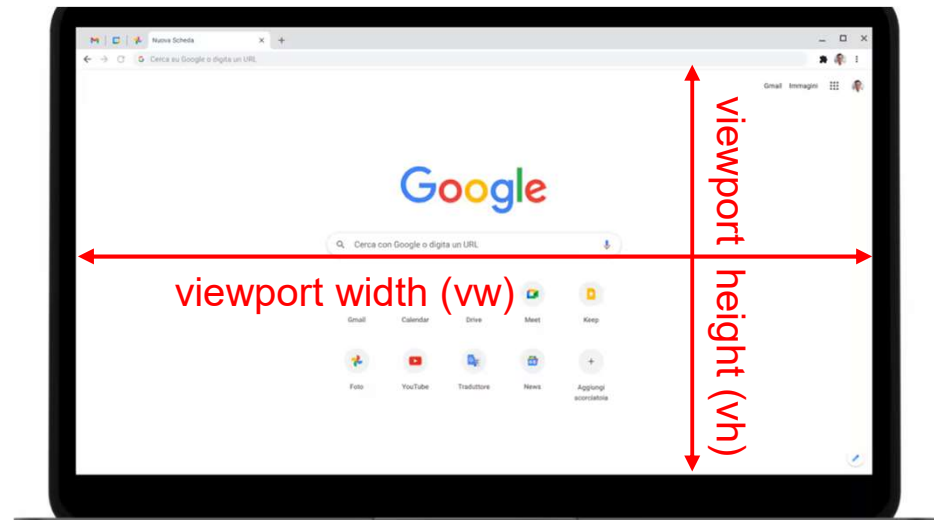 Nuova Scheda
Cerca su Google o digita un URL
Gmail Immagini
Google
Cerca con Google o digita un URL
viewport width (vw)
viewport height (vh)
Gmail Calendar Drive Meet Keep
Foto YouTube Traduttore News Aggiungi
scorciatoia